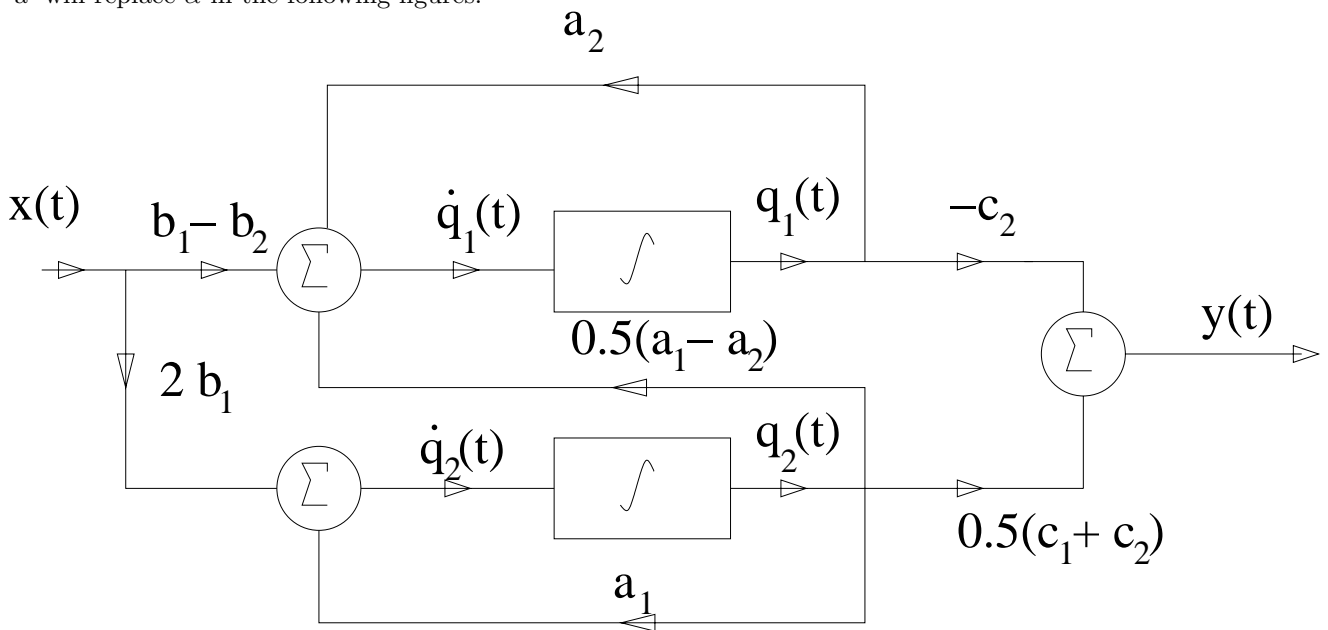 "a" will replace α in the following figures.
a₂
x(t)
b₁– b₂
Σ
q̇₁(t)
∫
q₁(t)
–c₂
0.5(a₁– a₂)
Σ
y(t)
2 b₁
Σ
q̇₂(t)
∫
q₂(t)
0.5(c₁+ c₂)
a₁